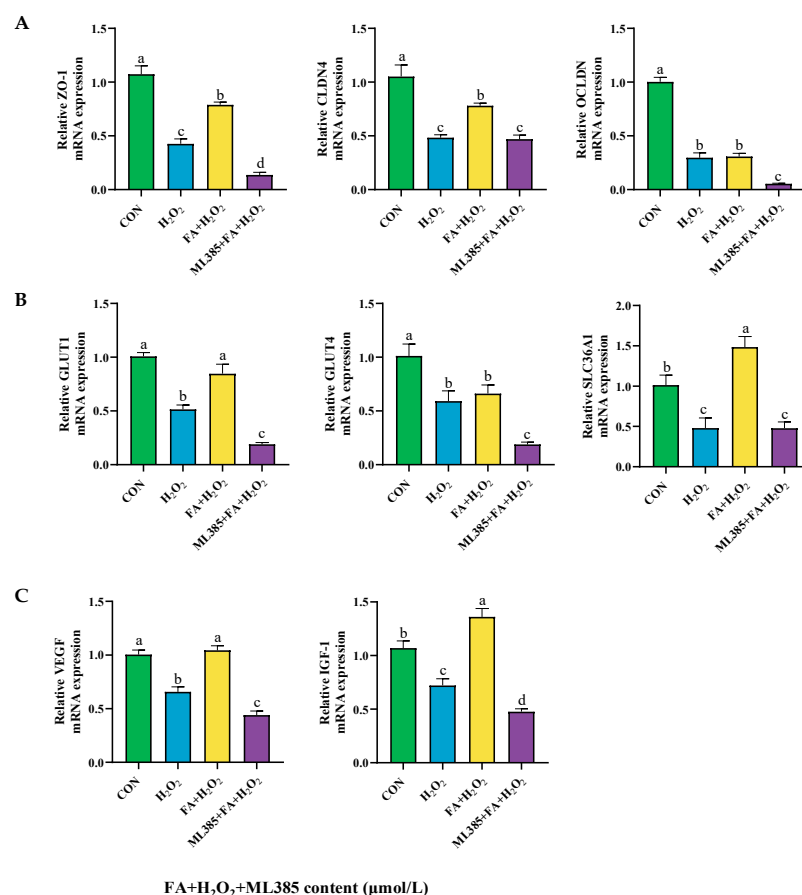 A
Relative ZO-1
mRNA expression
1.5
1.0
0.5
0.0
a
c
b
d
CON
H₂O₂
FA+H₂O₂
ML385+FA+H₂O₂
Relative CLDN4
mRNA expression
1.5
1.0
0.5
0.0
a
c
b
c
CON
H₂O₂
FA+H₂O₂
ML385+FA+H₂O₂
Relative OCLDN
mRNA expression
1.5
1.0
0.5
0.0
a
b
b
c
CON
H₂O₂
FA+H₂O₂
ML385+FA+H₂O₂
B
Relative GLUT1
mRNA expression
1.5
1.0
0.5
0.0
a
b
a
c
CON
H₂O₂
FA+H₂O₂
ML385+FA+H₂O₂
Relative GLUT4
mRNA expression
1.5
1.0
0.5
0.0
a
b
b
c
CON
H₂O₂
FA+H₂O₂
ML385+FA+H₂O₂
Relative SLC36A1
mRNA expression
2.0
1.5
1.0
0.5
0.0
b
c
a
c
CON
H₂O₂
FA+H₂O₂
ML385+FA+H₂O₂
C
Relative VEGF
mRNA expression
1.5
1.0
0.5
0.0
a
b
a
c
CON
H₂O₂
FA+H₂O₂
ML385+FA+H₂O₂
Relative IGF-1
mRNA expression
1.5
1.0
0.5
0.0
b
c
a
d
CON
H₂O₂
FA+H₂O₂
ML385+FA+H₂O₂
FA+H₂O₂+ML385 content (μmol/L)